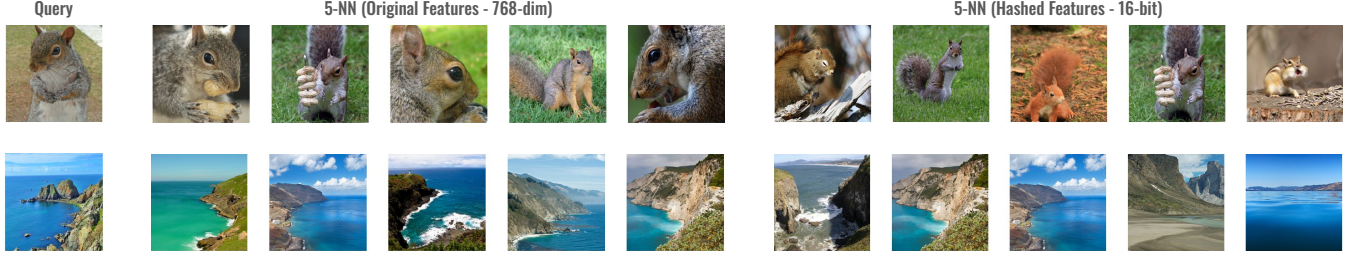 Query
5-NN (Original Features - 768-dim)
5-NN (Hashed Features - 16-bit)